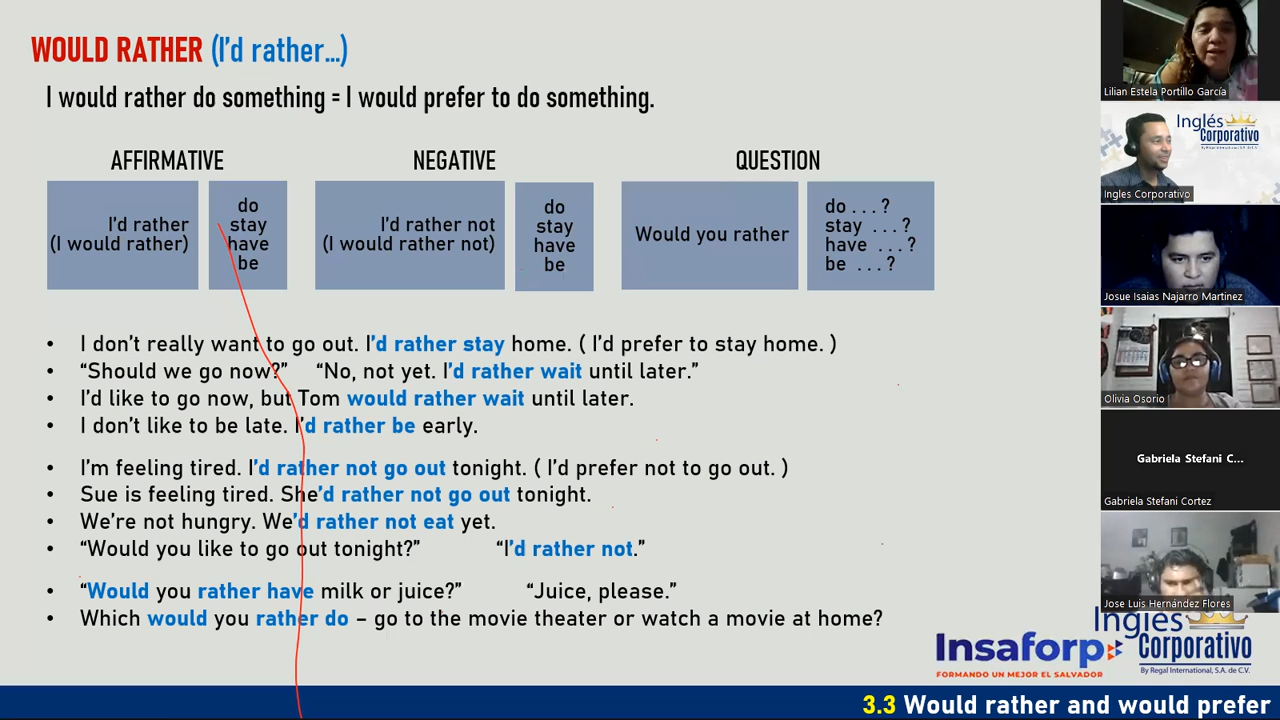 WOULD RATHER (I'd rather...)
I would rather do something = I would prefer to do something.
AFFIRMATIVE
NEGATIVE
QUESTION
I'd rather
(I would rather)
do
stay
have
be
I'd rather not
(I would rather not)
do
stay
have
be
Would you rather
do . . . ?
stay . . . ?
have . . . ?
be . . . ?
• I don't really want to go out. I'd rather stay home. ( I'd prefer to stay home. )
• “Should we go now?” “No, not yet. I'd rather wait until later.”
• I'd like to go now, but Tom would rather wait until later.
• I don't like to be late. I'd rather be early.
• I'm feeling tired. I'd rather not go out tonight. ( I'd prefer not to go out. )
• Sue is feeling tired. She'd rather not go out tonight.
• We're not hungry. We'd rather not eat yet.
• “Would you like to go out tonight?” “I'd rather not.”
• “Would you rather have milk or juice?” “Juice, please.”
• Which would you rather do – go to the movie theater or watch a movie at home?
Insaforp
FORMANDO UN MEJOR EL SALVADOR
Inglés
Corporativo
By Regal International, S.A. de C.V.
3.3 Would rather and would prefer
Lilian Estela Portillo García
Inglés
Corporativo
By Regal International, S.A. de C.V.
Ingles Corporativo
Josue Isaías Najarro Martinez
Olivia Osorio
Gabriela Stefani C...
Gabriela Stefani Cortez
Jose Luis Hernández Flores